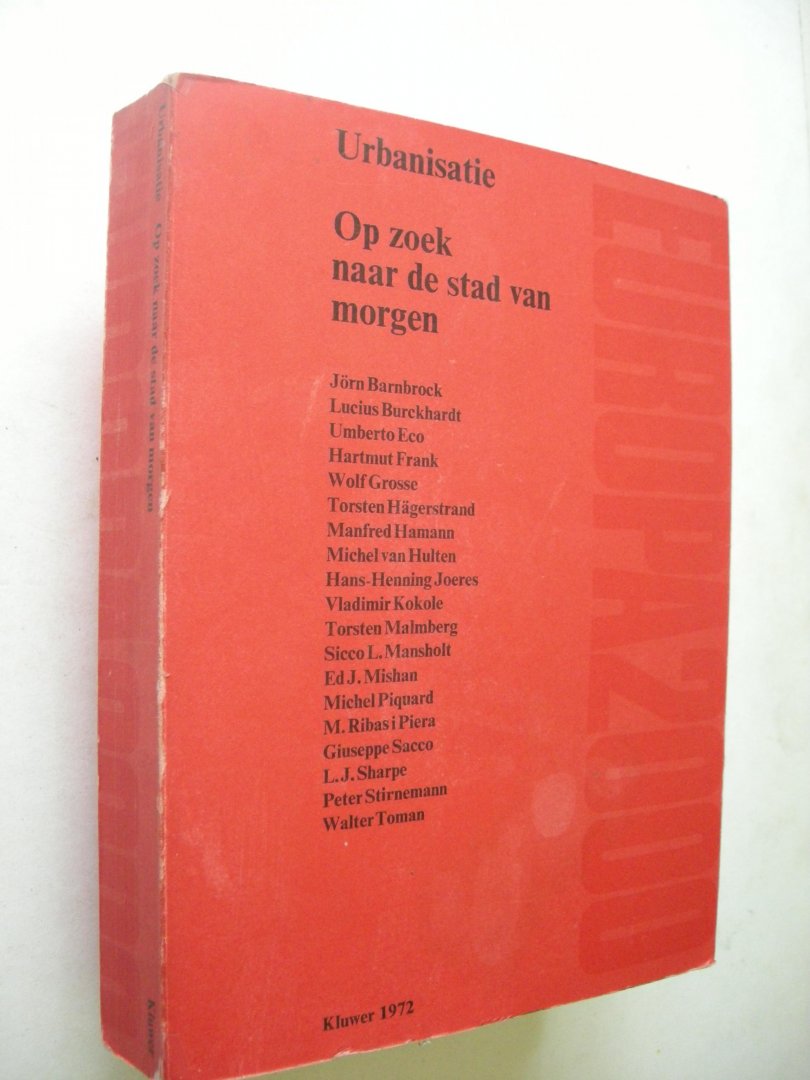 Urbanisatie
Op zoek
naar de stad van
morgen
Jörn Barnbrock
Lucius Burckhardt
Umberto Eco
Hartmut Frank
Wolf Grosse
Torsten Hägerstrand
Manfred Hamann
Michel van Hulten
Hans-Henning Joeres
Vladimir Kokole
Torsten Malmberg
Sicco L. Mansholt
Ed J. Mishan
Michel Piquard
M. Ribas i Piera
Giuseppe Sacco
L. J. Sharpe
Peter Stirnemann
Walter Toman
Kluwer 1972
EUROPA 2000
Urbanisatie Op zoek naar de stad van morgen Kluwer